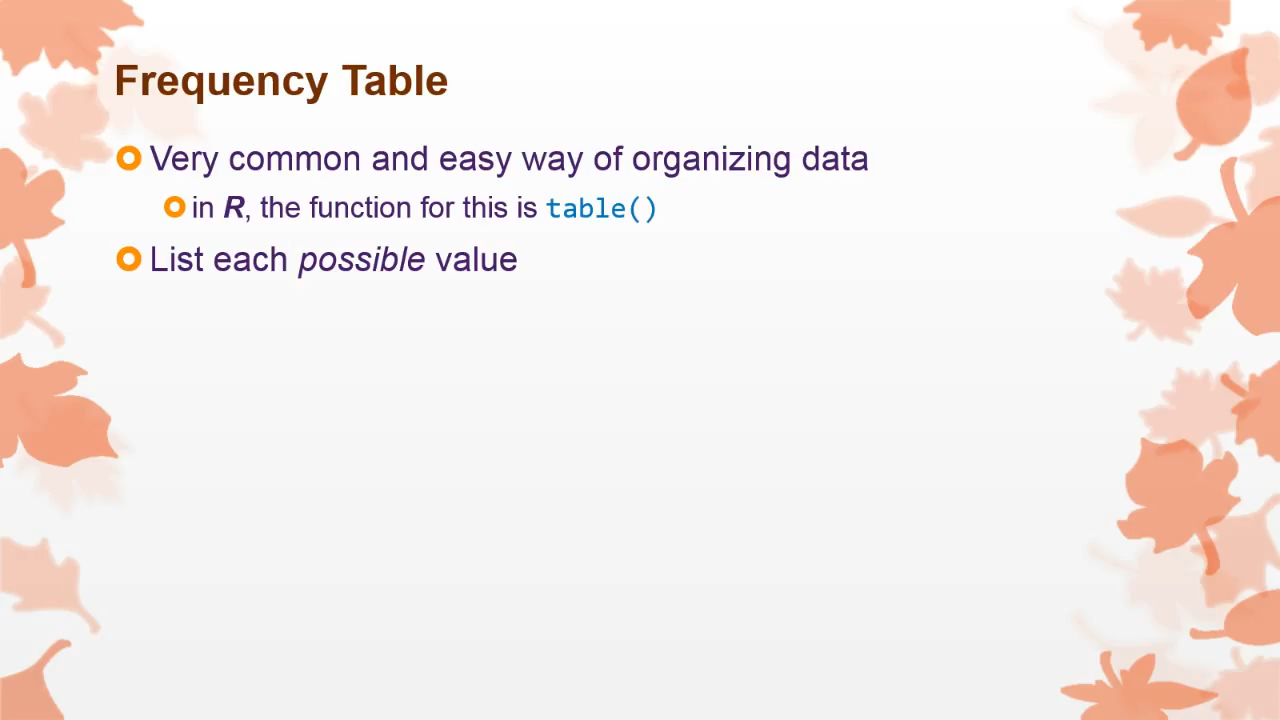 Frequency Table
Very common and easy way of organizing data
in R, the function for this is table()
List each possible value